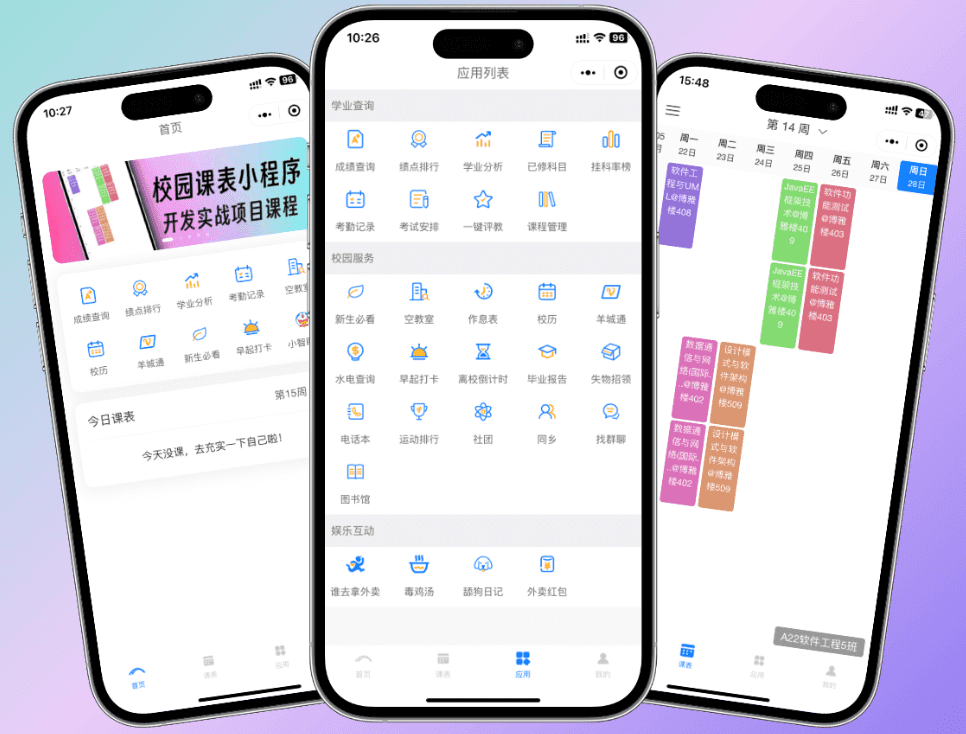 10:27
96
首页
校园课表小程序
开发实战项目课程
成绩查询
绩点排行
学业分析
考勤记录
空教室
校历
羊城通
新生必看
早起打卡
今日课表
第15周
今天没课，去充实一下自己啦！
首页
课表
应用
10:26
96
应用列表
学业查询
成绩查询
绩点排行
学业分析
已修科目
挂科率榜
考勤记录
考试安排
一键评教
课程管理
校园服务
新生必看
空教室
作息表
校历
羊城通
水电查询
早起打卡
离校倒计时
毕业报告
失物招领
电话本
运动排行
社团
同乡
找群聊
图书馆
娱乐互动
谁去拿外卖
毒鸡汤
舔狗日记
外卖红包
首页
课表
应用
我的
15:48
47
第 14 周
05
月
周一
22日
周二
23日
周三
24日
周四
25日
周五
26日
周六
27日
周日
28日
软件工
程与UM
L@博雅
楼408
JavaEE
框架技
术@博
雅楼40
9
软件功
能测试
@博雅
楼403
JavaEE
框架技
术@博
雅楼40
9
软件功
能测试
@博雅
楼403
数据通
信与网
络(国际.
..@博雅
楼402
设计模
式与软
件架构
@博雅
楼509
数据通
信与网
络(国际.
..@博雅
楼402
设计模
式与软
件架构
@博雅
楼509
A22软件工程5班
课表
应用
我的